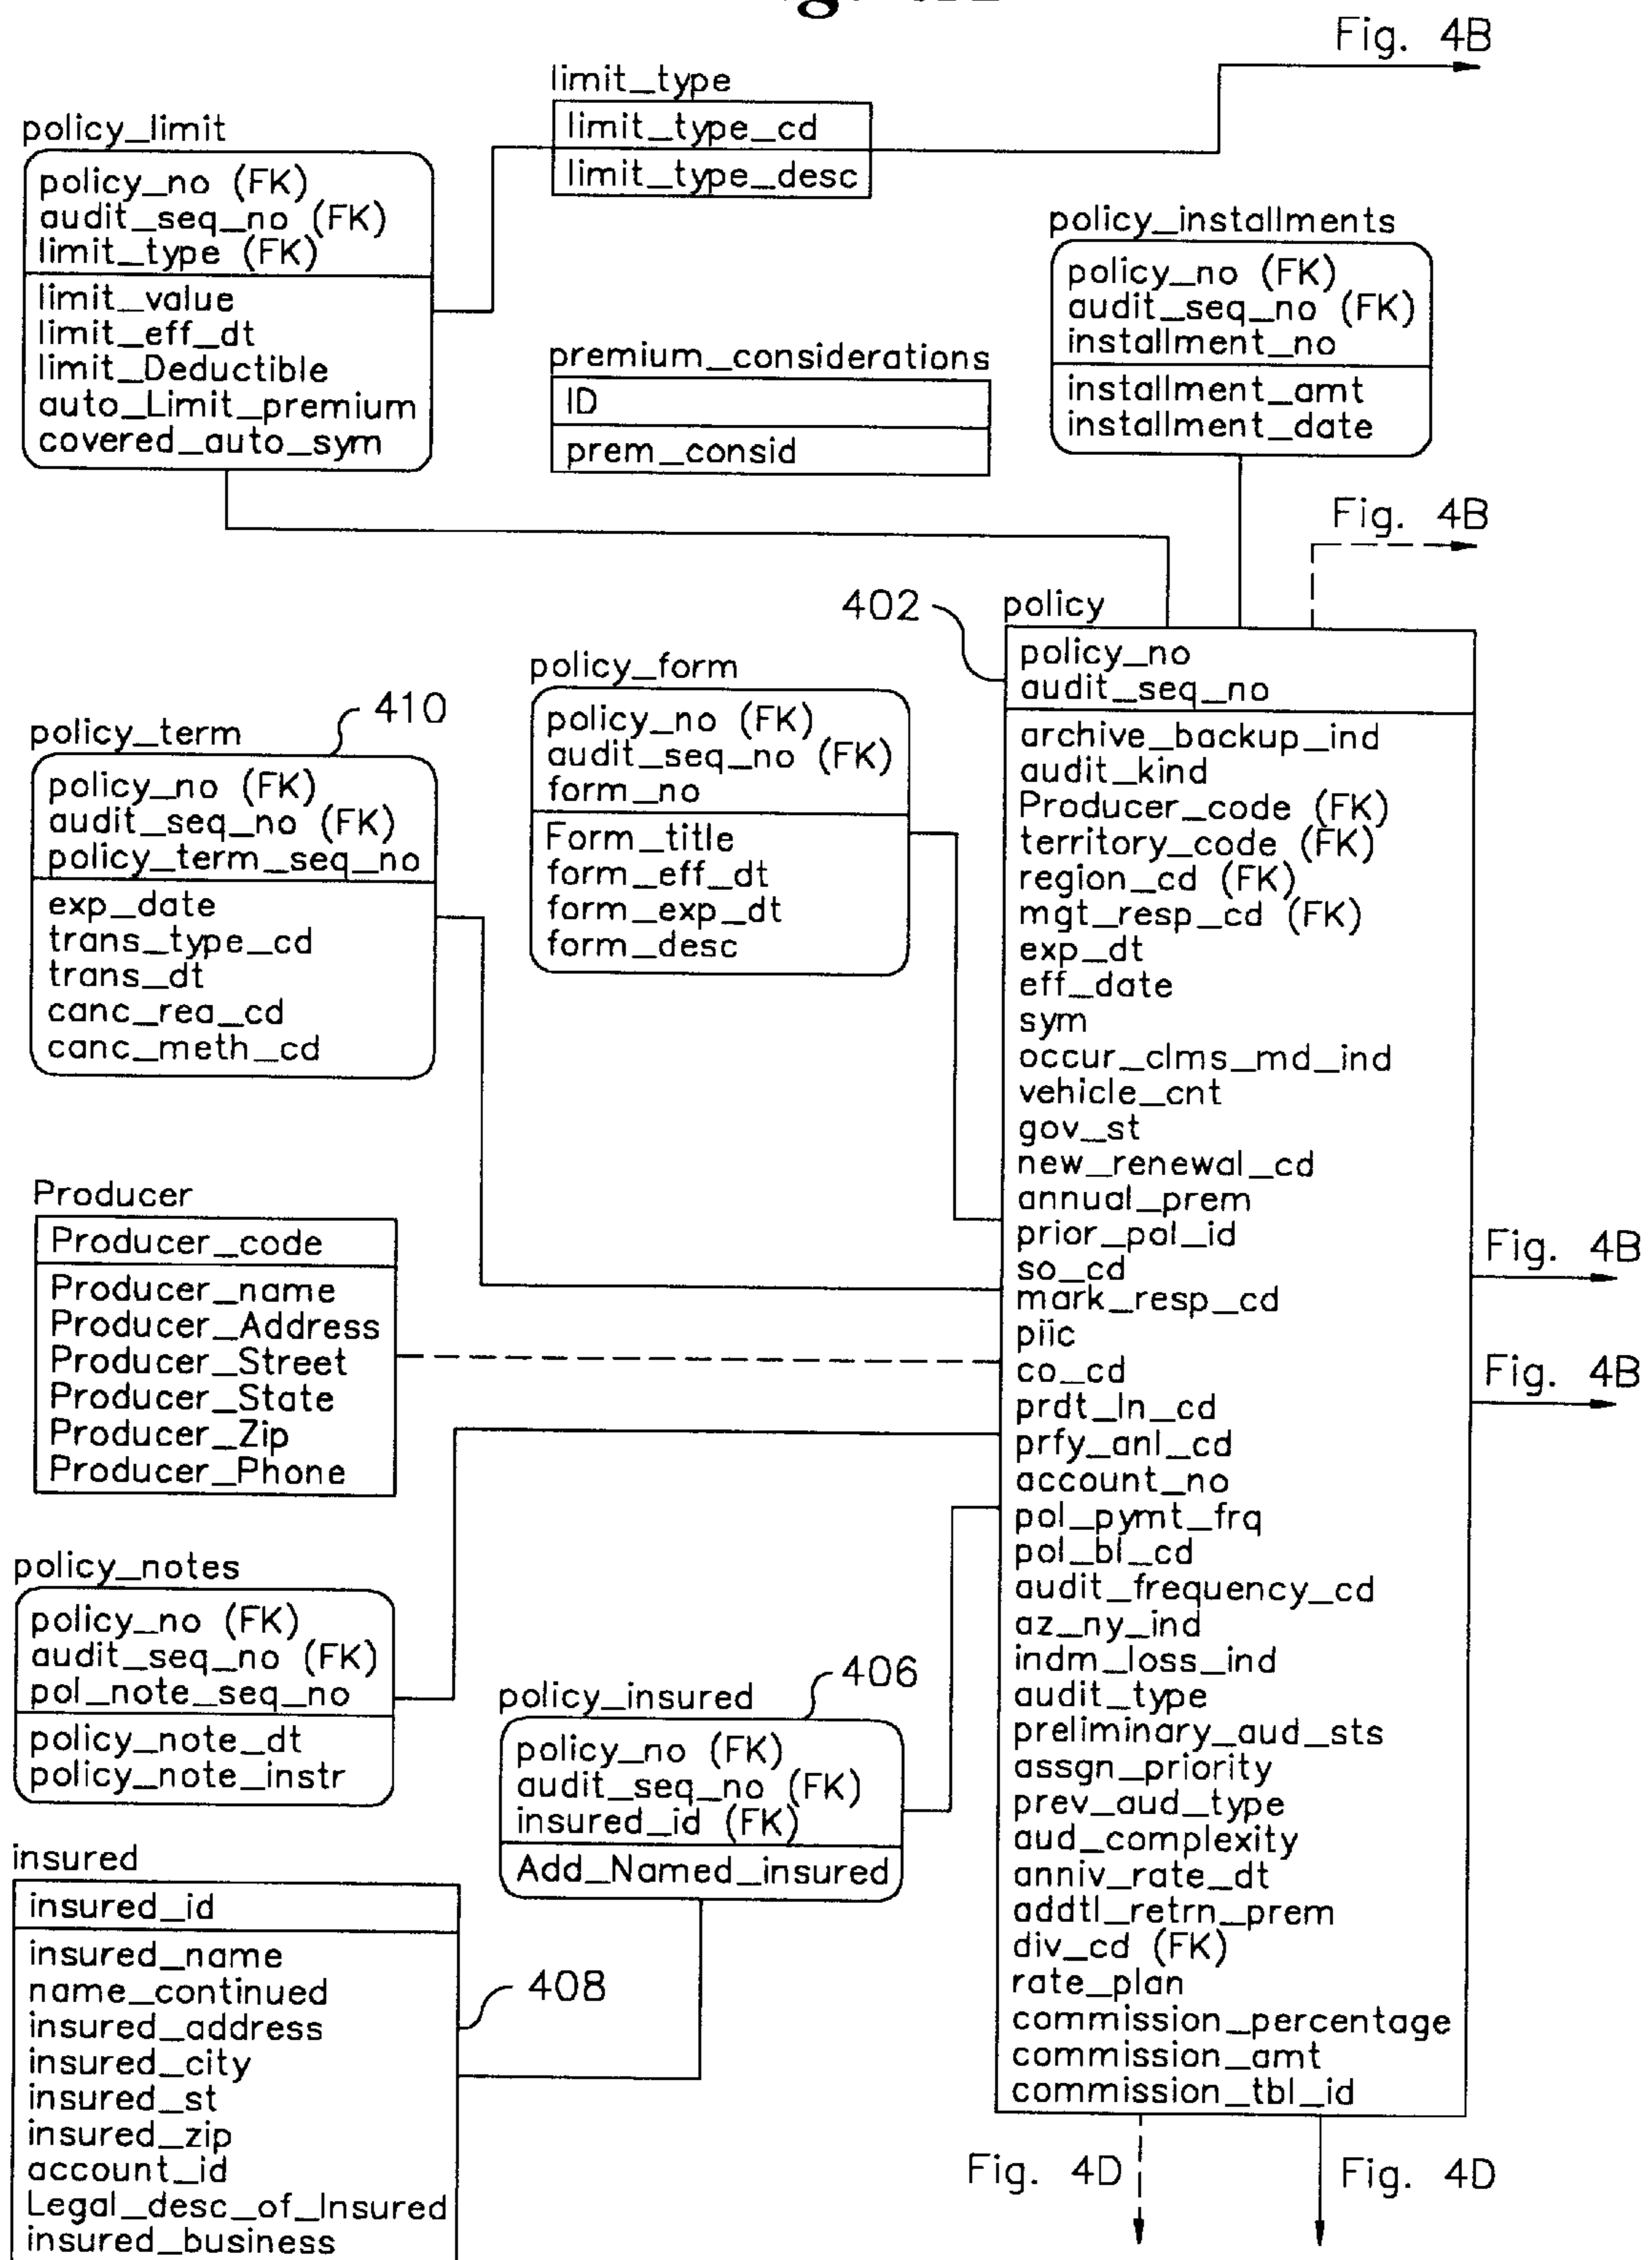 Fig. 4B
limit_type
limit_type_cd
limit_type_desc
policy_limit
policy_no (FK)
audit_seq_no (FK)
limit_type (FK)
limit_value
limit_eff_dt
limit_Deductible
auto_Limit_premium
covered_auto_sym
policy_installments
policy_no (FK)
audit_seq_no (FK)
installment_no
installment_amt
installment_date
premium_considerations
ID
prem_consid
Fig. 4B
402
policy
policy_no
audit_seq_no
archive_backup_ind
audit_kind
Producer_code (FK)
territory_code (FK)
region_cd (FK)
mgt_resp_cd (FK)
exp_dt
eff_date
sym
occur_clms_md_ind
vehicle_cnt
gov_st
new_renewal_cd
annual_prem
prior_pol_id
so_cd
mark_resp_cd
piic
co_cd
prdt_ln_cd
prfy_anl_cd
account_no
pol_pymt_frq
pol_bl_cd
audit_frequency_cd
az_ny_ind
indm_loss_ind
audit_type
preliminary_aud_sts
assgn_priority
prev_aud_type
aud_complexity
anniv_rate_dt
addtl_retrn_prem
div_cd (FK)
rate_plan
commission_percentage
commission_amt
commission_tbl_id
policy_form
policy_no (FK)
audit_seq_no (FK)
form_no
Form_title
form_eff_dt
form_exp_dt
form_desc
410
policy_term
policy_no (FK)
audit_seq_no (FK)
policy_term_seq_no
exp_date
trans_type_cd
trans_dt
canc_rea_cd
canc_meth_cd
Producer
Producer_code
Producer_name
Producer_Address
Producer_Street
Producer_State
Producer_Zip
Producer_Phone
Fig. 4B
Fig. 4B
policy_notes
policy_no (FK)
audit_seq_no (FK)
pol_note_seq_no
policy_note_dt
policy_note_instr
406
policy_insured
policy_no (FK)
audit_seq_no (FK)
insured_id (FK)
Add_Named_insured
insured
insured_id
insured_name
name_continued
insured_address
insured_city
insured_st
insured_zip
account_id
Legal_desc_of_Insured
insured_business
408
Fig. 4D
Fig. 4D